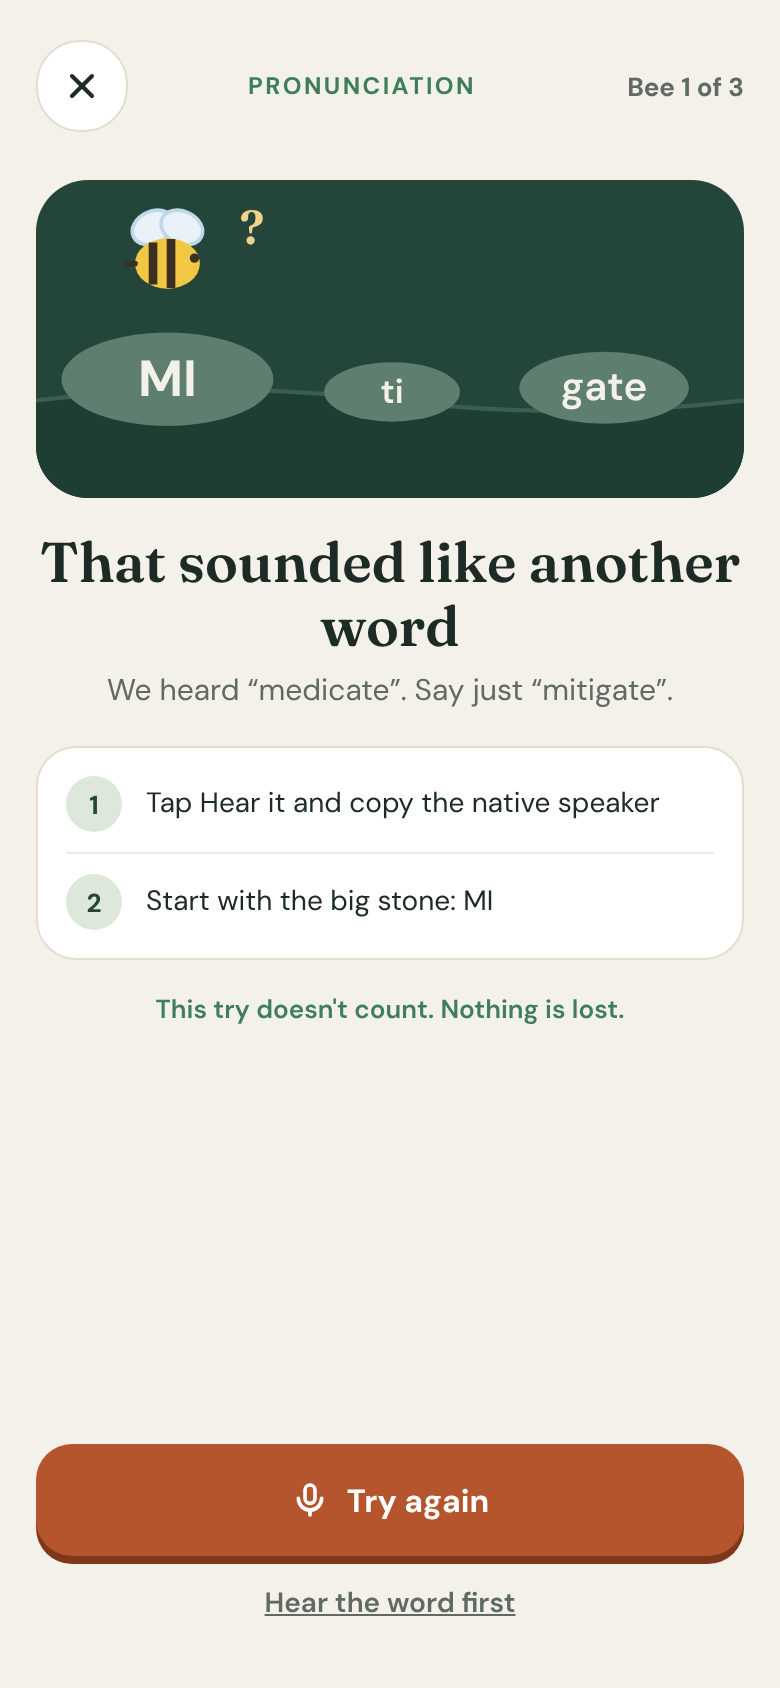 PRONUNCIATION
Bee 1 of 3
?
MI
ti
gate
That sounded like another
word
We heard “medicate”. Say just “mitigate”.
1 Tap Hear it and copy the native speaker
2 Start with the big stone: MI
This try doesn't count. Nothing is lost.
Try again
Hear the word first